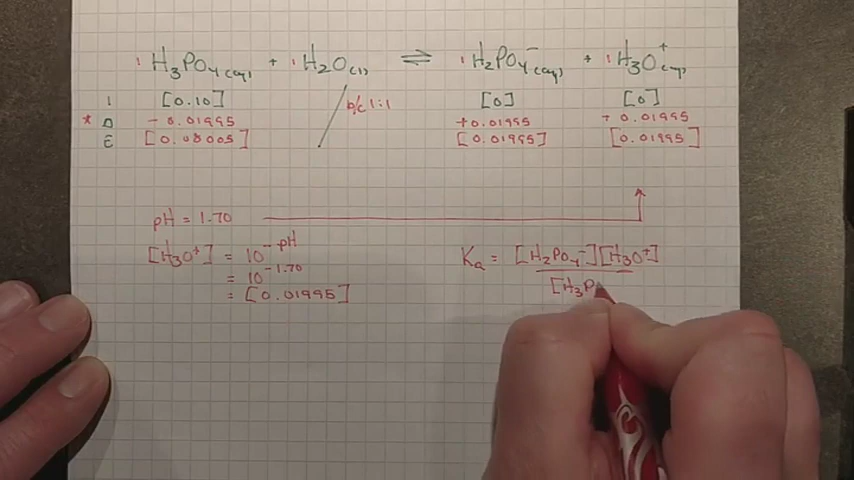 1 H₃PO₄(aq) + 1 H₂O(l) ⇌ 1 H₂PO₄⁻(aq) + 1 H₃O⁺(aq)
I [0.10] b/c 1:1 [0] [0]
* Δ - 0.01995 + 0.01995 + 0.01995
E [0.08005] [0.01995] [0.01995]
pH = 1.70
[H₃O⁺] = 10^-pH Ka = [H₂PO₄⁻][H₃O⁺]
= 10^-1.70 [H₃P
= [0.01995]